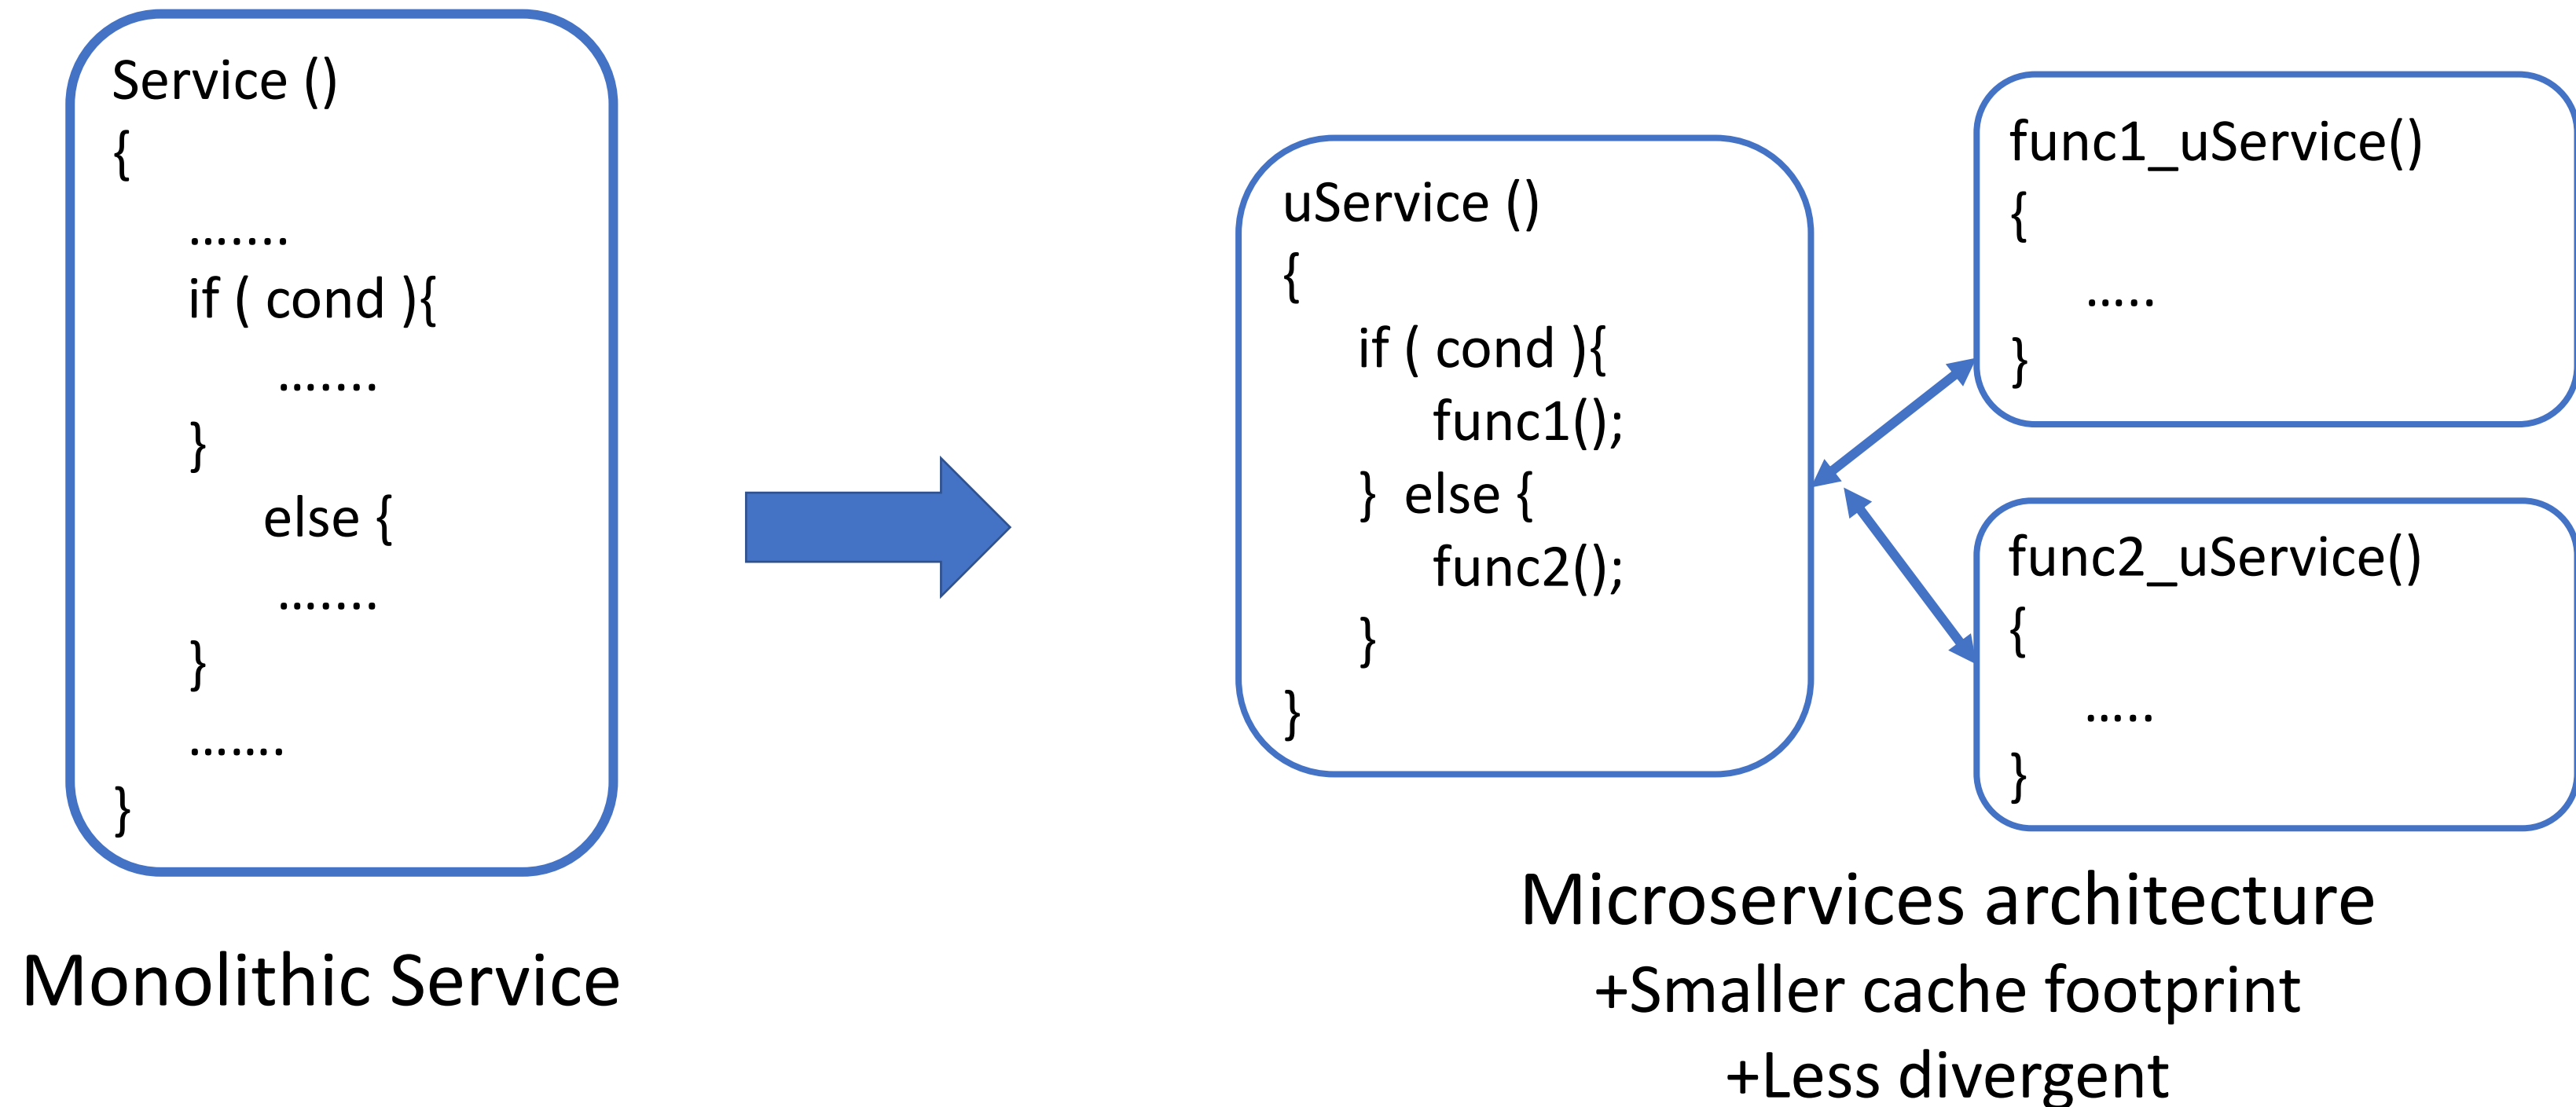 Service ()
{
.......
if ( cond ){
.......
}
else {
.......
}
.......
}
Monolithic Service
uService ()
{
if ( cond ){
func1();
} else {
func2();
}
}
func1_uService()
{
.....
}
func2_uService()
{
.....
}
Microservices architecture
+Smaller cache footprint
+Less divergent